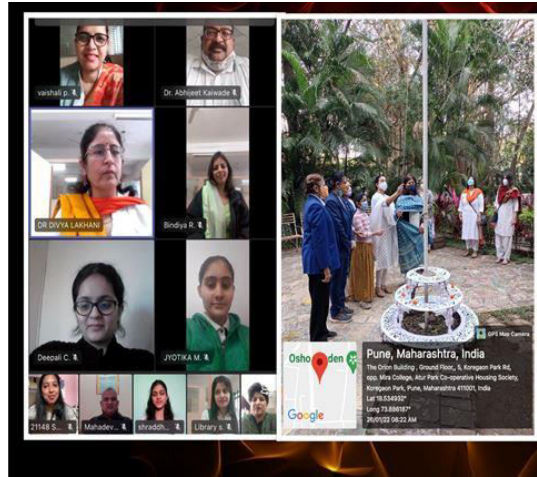 vaishali p.
Dr. Abhijeet Kaiwade
DR DIVYA LAKHANI
Bindiya R.
Deepali C.
JYOTIKA M.
21148 S...
Mahadev...
shraddh...
Library s.
GPS Map Camera
Osho
den
Google
Pune, Maharashtra, India
The Orion Building, Ground Floor,, 5, Koregaon Park Rd,
opp. Mira College, Atur Park Co-operative Housing Society,
Koregaon Park, Pune, Maharashtra 411001, India
Lat 18.534932°
Long 73.886187°
26/01/22 08:22 AM